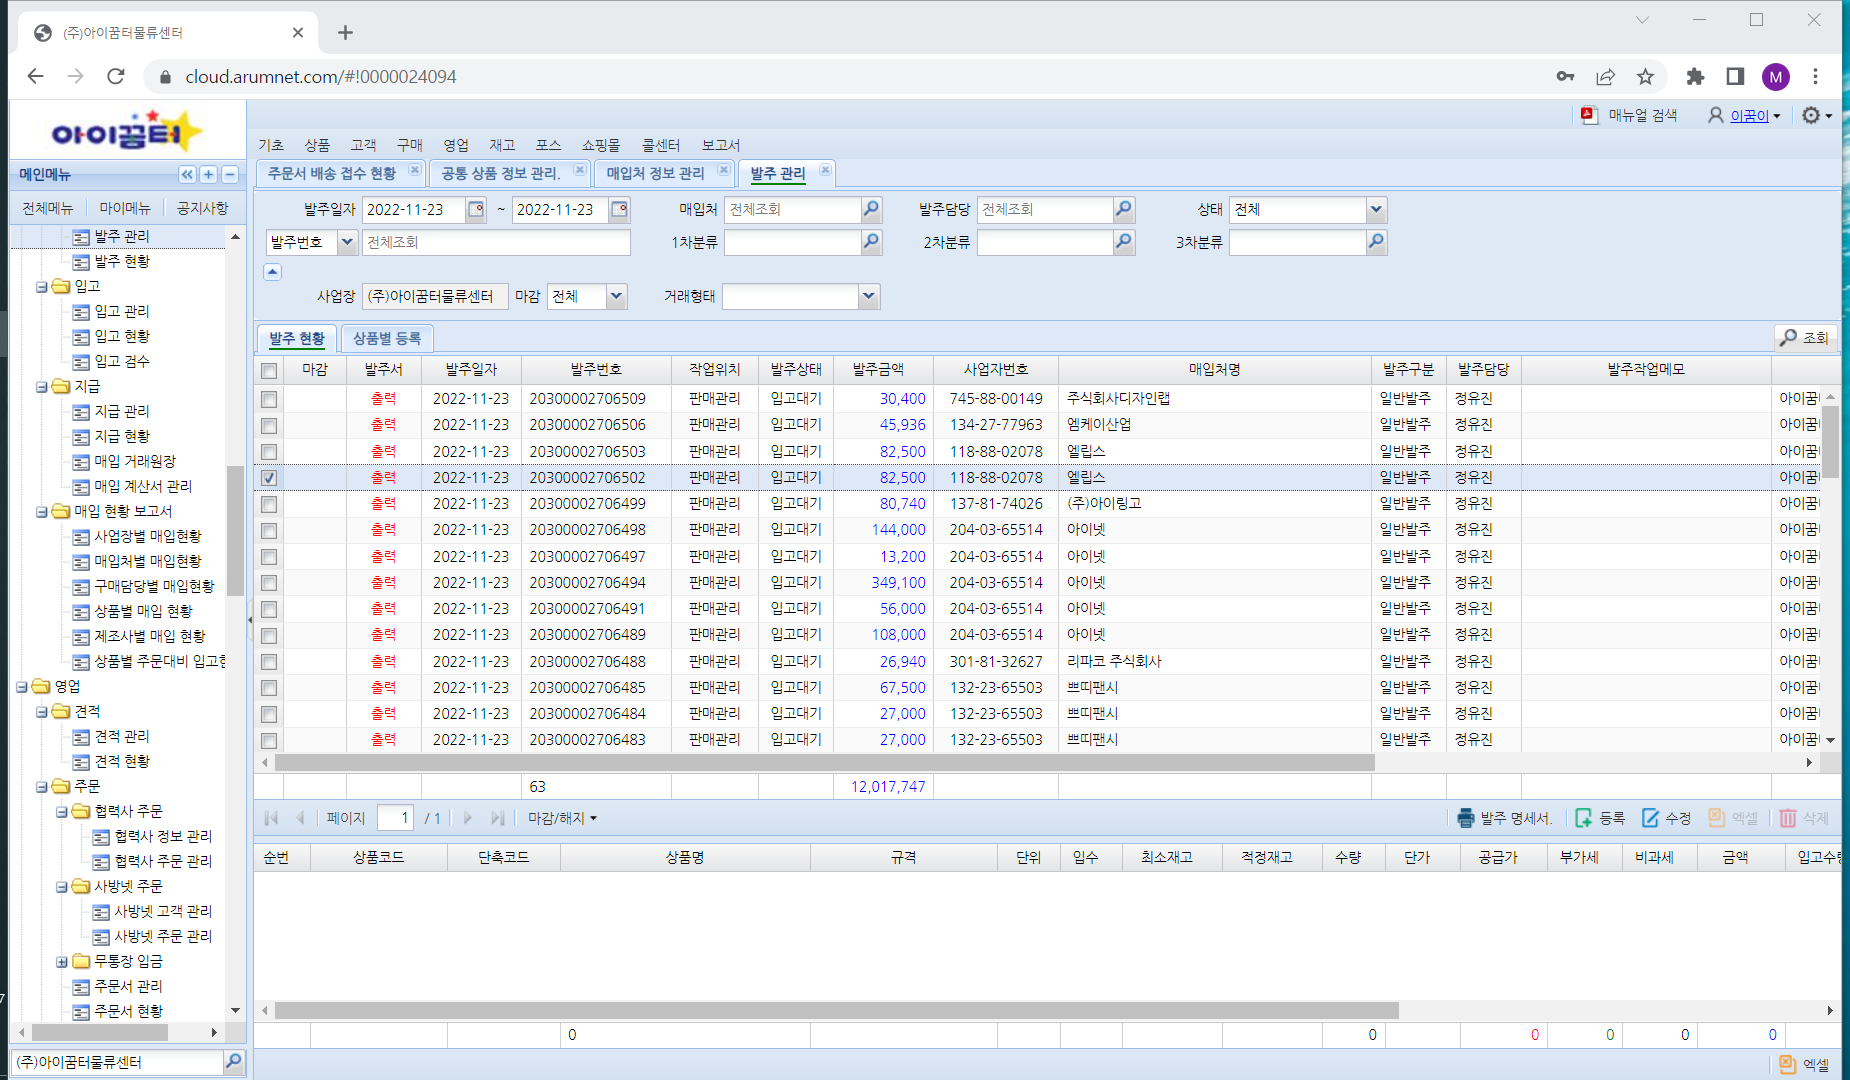 (주)아이꿈터물류센터
cloud.arumnet.com/#!0000024094
M
아이꿈터
매뉴얼 검색 이꿈이
기초 상품 고객 구매 영업 재고 포스 쇼핑몰 콜센터 보고서
메인메뉴
전체메뉴 마이메뉴 공지사항
발주 관리
발주 현황
입고
입고 관리
입고 현황
입고 검수
지급
지급 관리
지급 현황
매입 거래원장
매입 계산서 관리
매입 현황 보고서
사업장별 매입현황
매입처별 매입현황
구매담당별 매입현황
상품별 매입 현황
제조사별 매입 현황
상품별 주문대비 입고현
영업
견적
견적 관리
견적 현황
주문
협력사 주문
협력사 정보 관리
협력사 주문 관리
사방넷 주문
사방넷 고객 관리
사방넷 주문 관리
무통장 입금
주문서 관리
주문서 현황
(주)아이꿈터물류센터
주문서 배송 접수 현황 공통 상품 정보 관리. 매입처 정보 관리 발주 관리
발주일자 2022-11-23 ~ 2022-11-23 매입처 전체조회 발주담당 전체조회 상태 전체
발주번호 전체조회 1차분류 2차분류 3차분류
사업장 (주)아이꿈터물류센터 마감 전체 거래형태
발주 현황 상품별 등록 조회
마감 발주서 발주일자 발주번호 작업위치 발주상태 발주금액 사업자번호 매입처명 발주구분 발주담당 발주작업메모
출력 2022-11-23 20300002706509 판매관리 입고대기 30,400 745-88-00149 주식회사디자인랩 일반발주 정유진 아이꿈
출력 2022-11-23 20300002706506 판매관리 입고대기 45,936 134-27-77963 엠케이산업 일반발주 정유진 아이꿈
출력 2022-11-23 20300002706503 판매관리 입고대기 82,500 118-88-02078 엘립스 일반발주 정유진 아이꿈
출력 2022-11-23 20300002706502 판매관리 입고대기 82,500 118-88-02078 엘립스 일반발주 정유진 아이꿈
출력 2022-11-23 20300002706499 판매관리 입고대기 80,740 137-81-74026 (주)아이링고 일반발주 정유진 아이꿈
출력 2022-11-23 20300002706498 판매관리 입고대기 144,000 204-03-65514 아이넷 일반발주 정유진 아이꿈
출력 2022-11-23 20300002706497 판매관리 입고대기 13,200 204-03-65514 아이넷 일반발주 정유진 아이꿈
출력 2022-11-23 20300002706494 판매관리 입고대기 349,100 204-03-65514 아이넷 일반발주 정유진 아이꿈
출력 2022-11-23 20300002706491 판매관리 입고대기 56,000 204-03-65514 아이넷 일반발주 정유진 아이꿈
출력 2022-11-23 20300002706489 판매관리 입고대기 108,000 204-03-65514 아이넷 일반발주 정유진 아이꿈
출력 2022-11-23 20300002706488 판매관리 입고대기 26,940 301-81-32627 리파코 주식회사 일반발주 정유진 아이꿈
출력 2022-11-23 20300002706485 판매관리 입고대기 67,500 132-23-65503 쁘띠팬시 일반발주 정유진 아이꿈
출력 2022-11-23 20300002706484 판매관리 입고대기 27,000 132-23-65503 쁘띠팬시 일반발주 정유진 아이꿈
출력 2022-11-23 20300002706483 판매관리 입고대기 27,000 132-23-65503 쁘띠팬시 일반발주 정유진 아이꿈
63 12,017,747
페이지 1 / 1 마감/해지 발주 명세서. 등록 수정 엑셀 삭제
순번 상품코드 단축코드 상품명 규격 단위 입수 최소재고 적정재고 수량 단가 공급가 부가세 비과세 금액 입고수량
0 0 0 0 0 0
엑셀
7